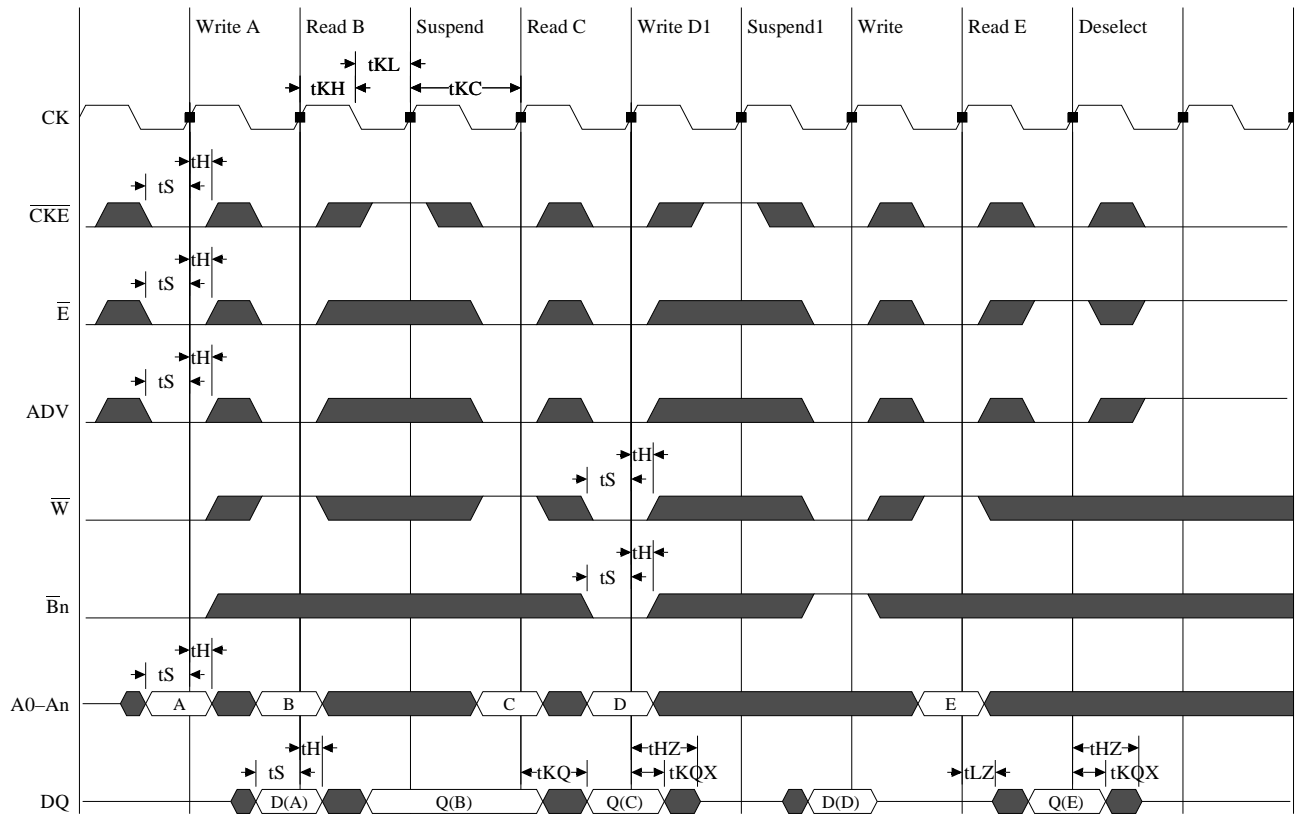 Write A Read B Suspend Read C Write D1 Suspend1 Write Read E Deselect
tKL
tKH tKC
CK
tH
tS
CKE
tH
tS
E
tH
tS
ADV
tH
tS
W
tH
tS
Bn
tH
tS
A0–An A B C D E
tH tHZ tHZ
tS tKQ tKQX tLZ tKQX
DQ D(A) Q(B) Q(C) D(D) Q(E)